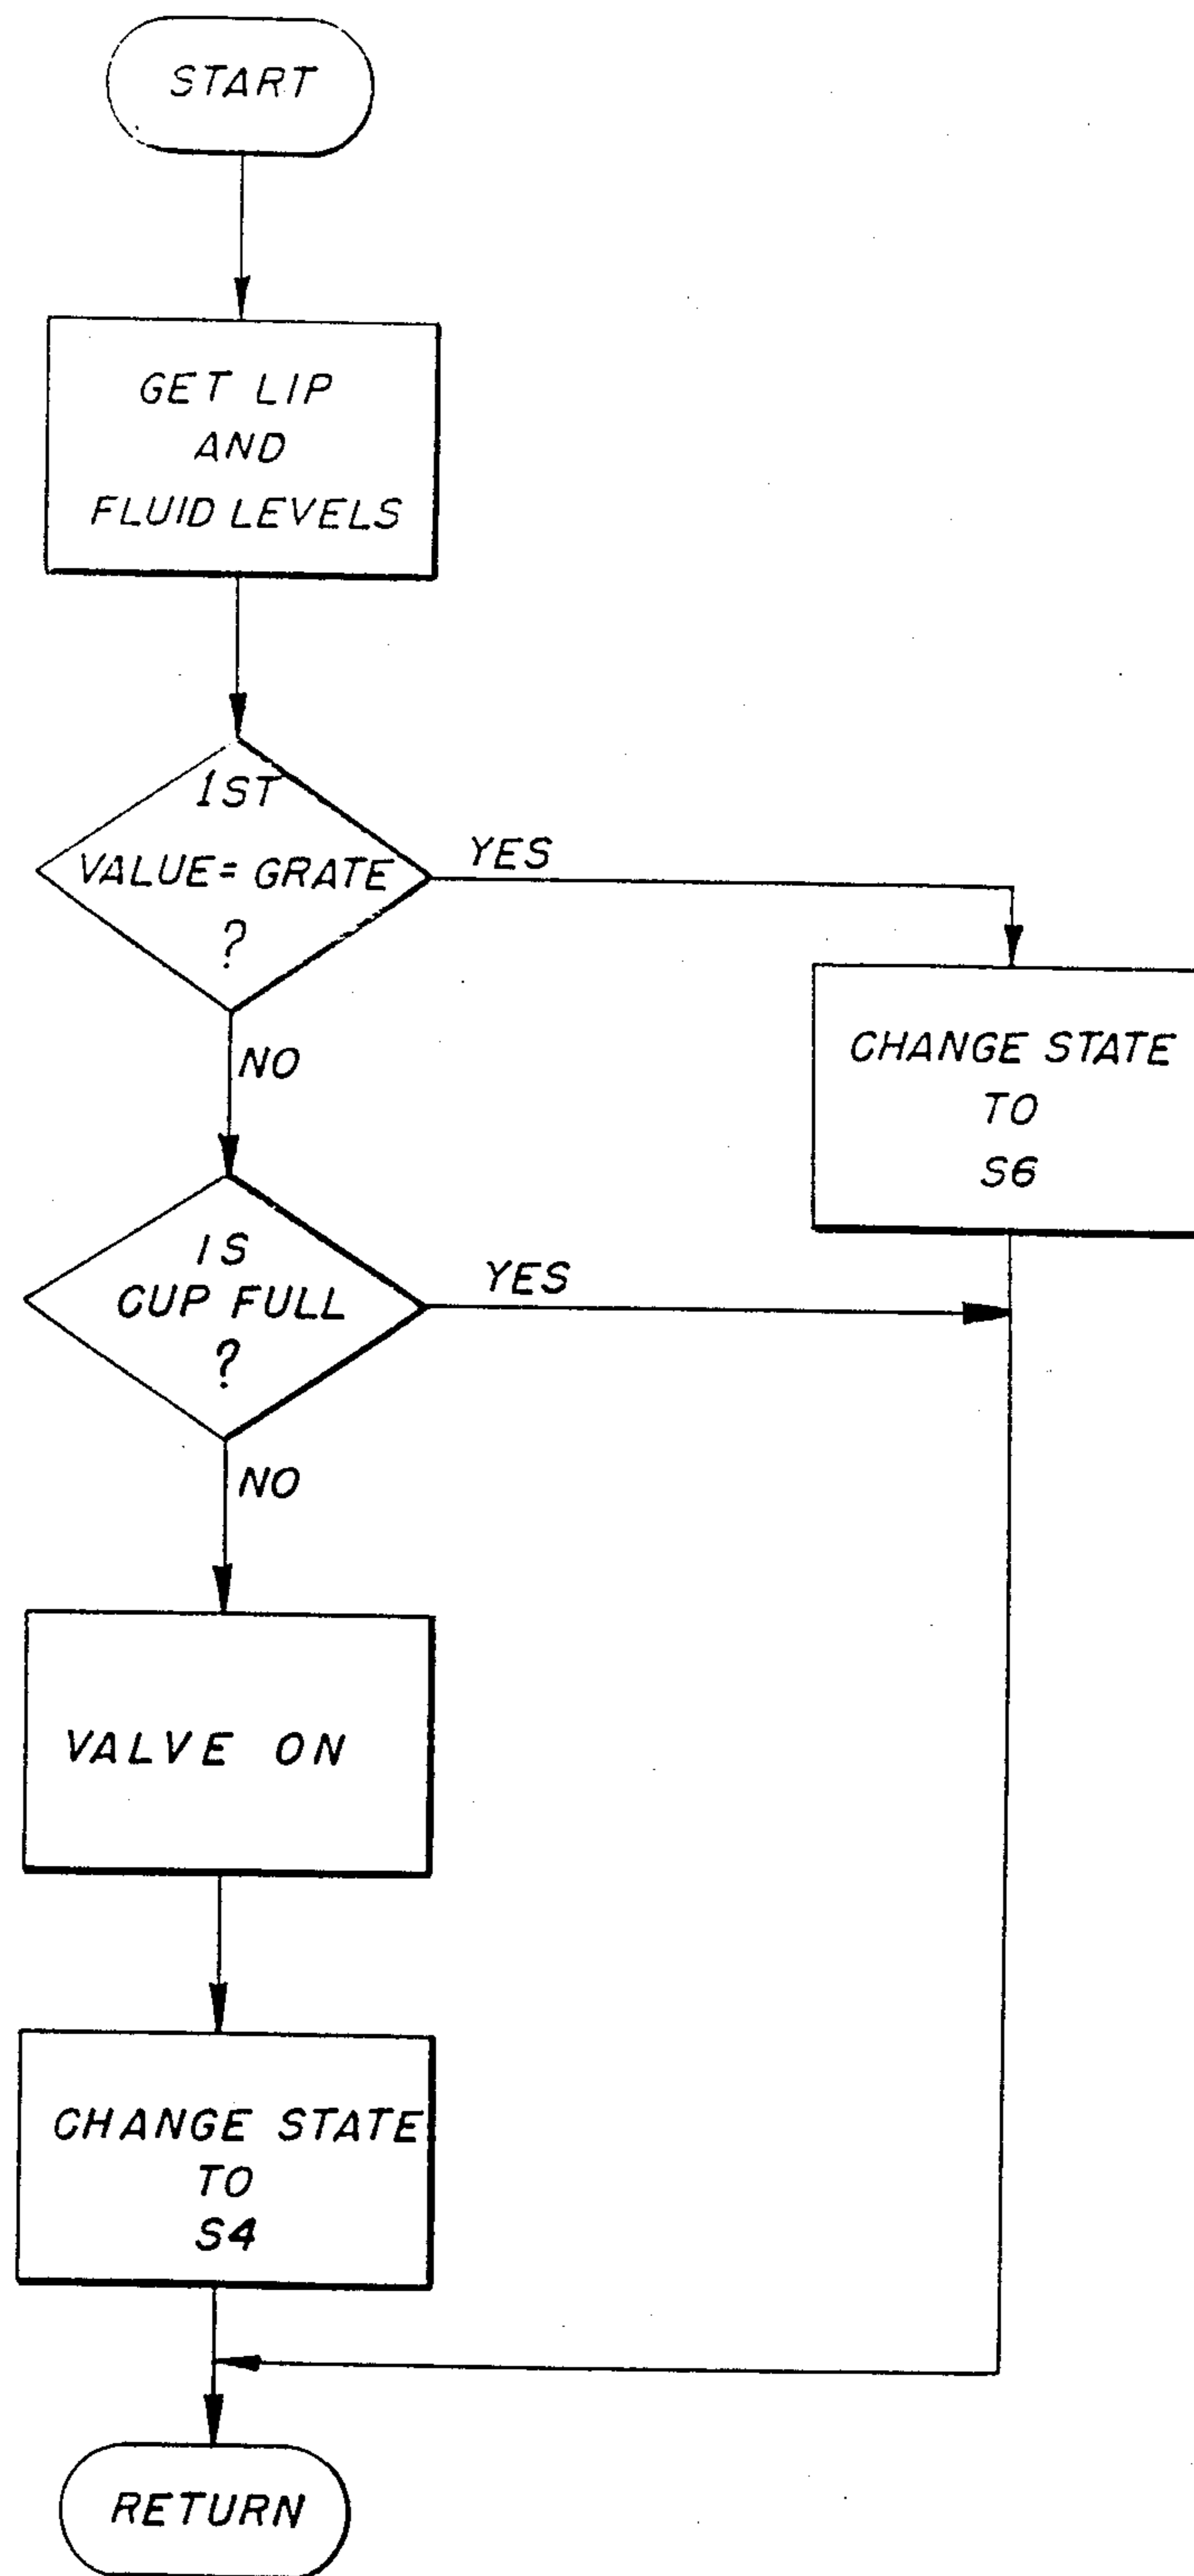 START
GET LIP
AND
FLUID LEVELS
1ST
VALUE= GRATE
?
YES
NO
CHANGE STATE
TO
S6
IS
CUP FULL
?
YES
NO
VALVE ON
CHANGE STATE
TO
S4
RETURN